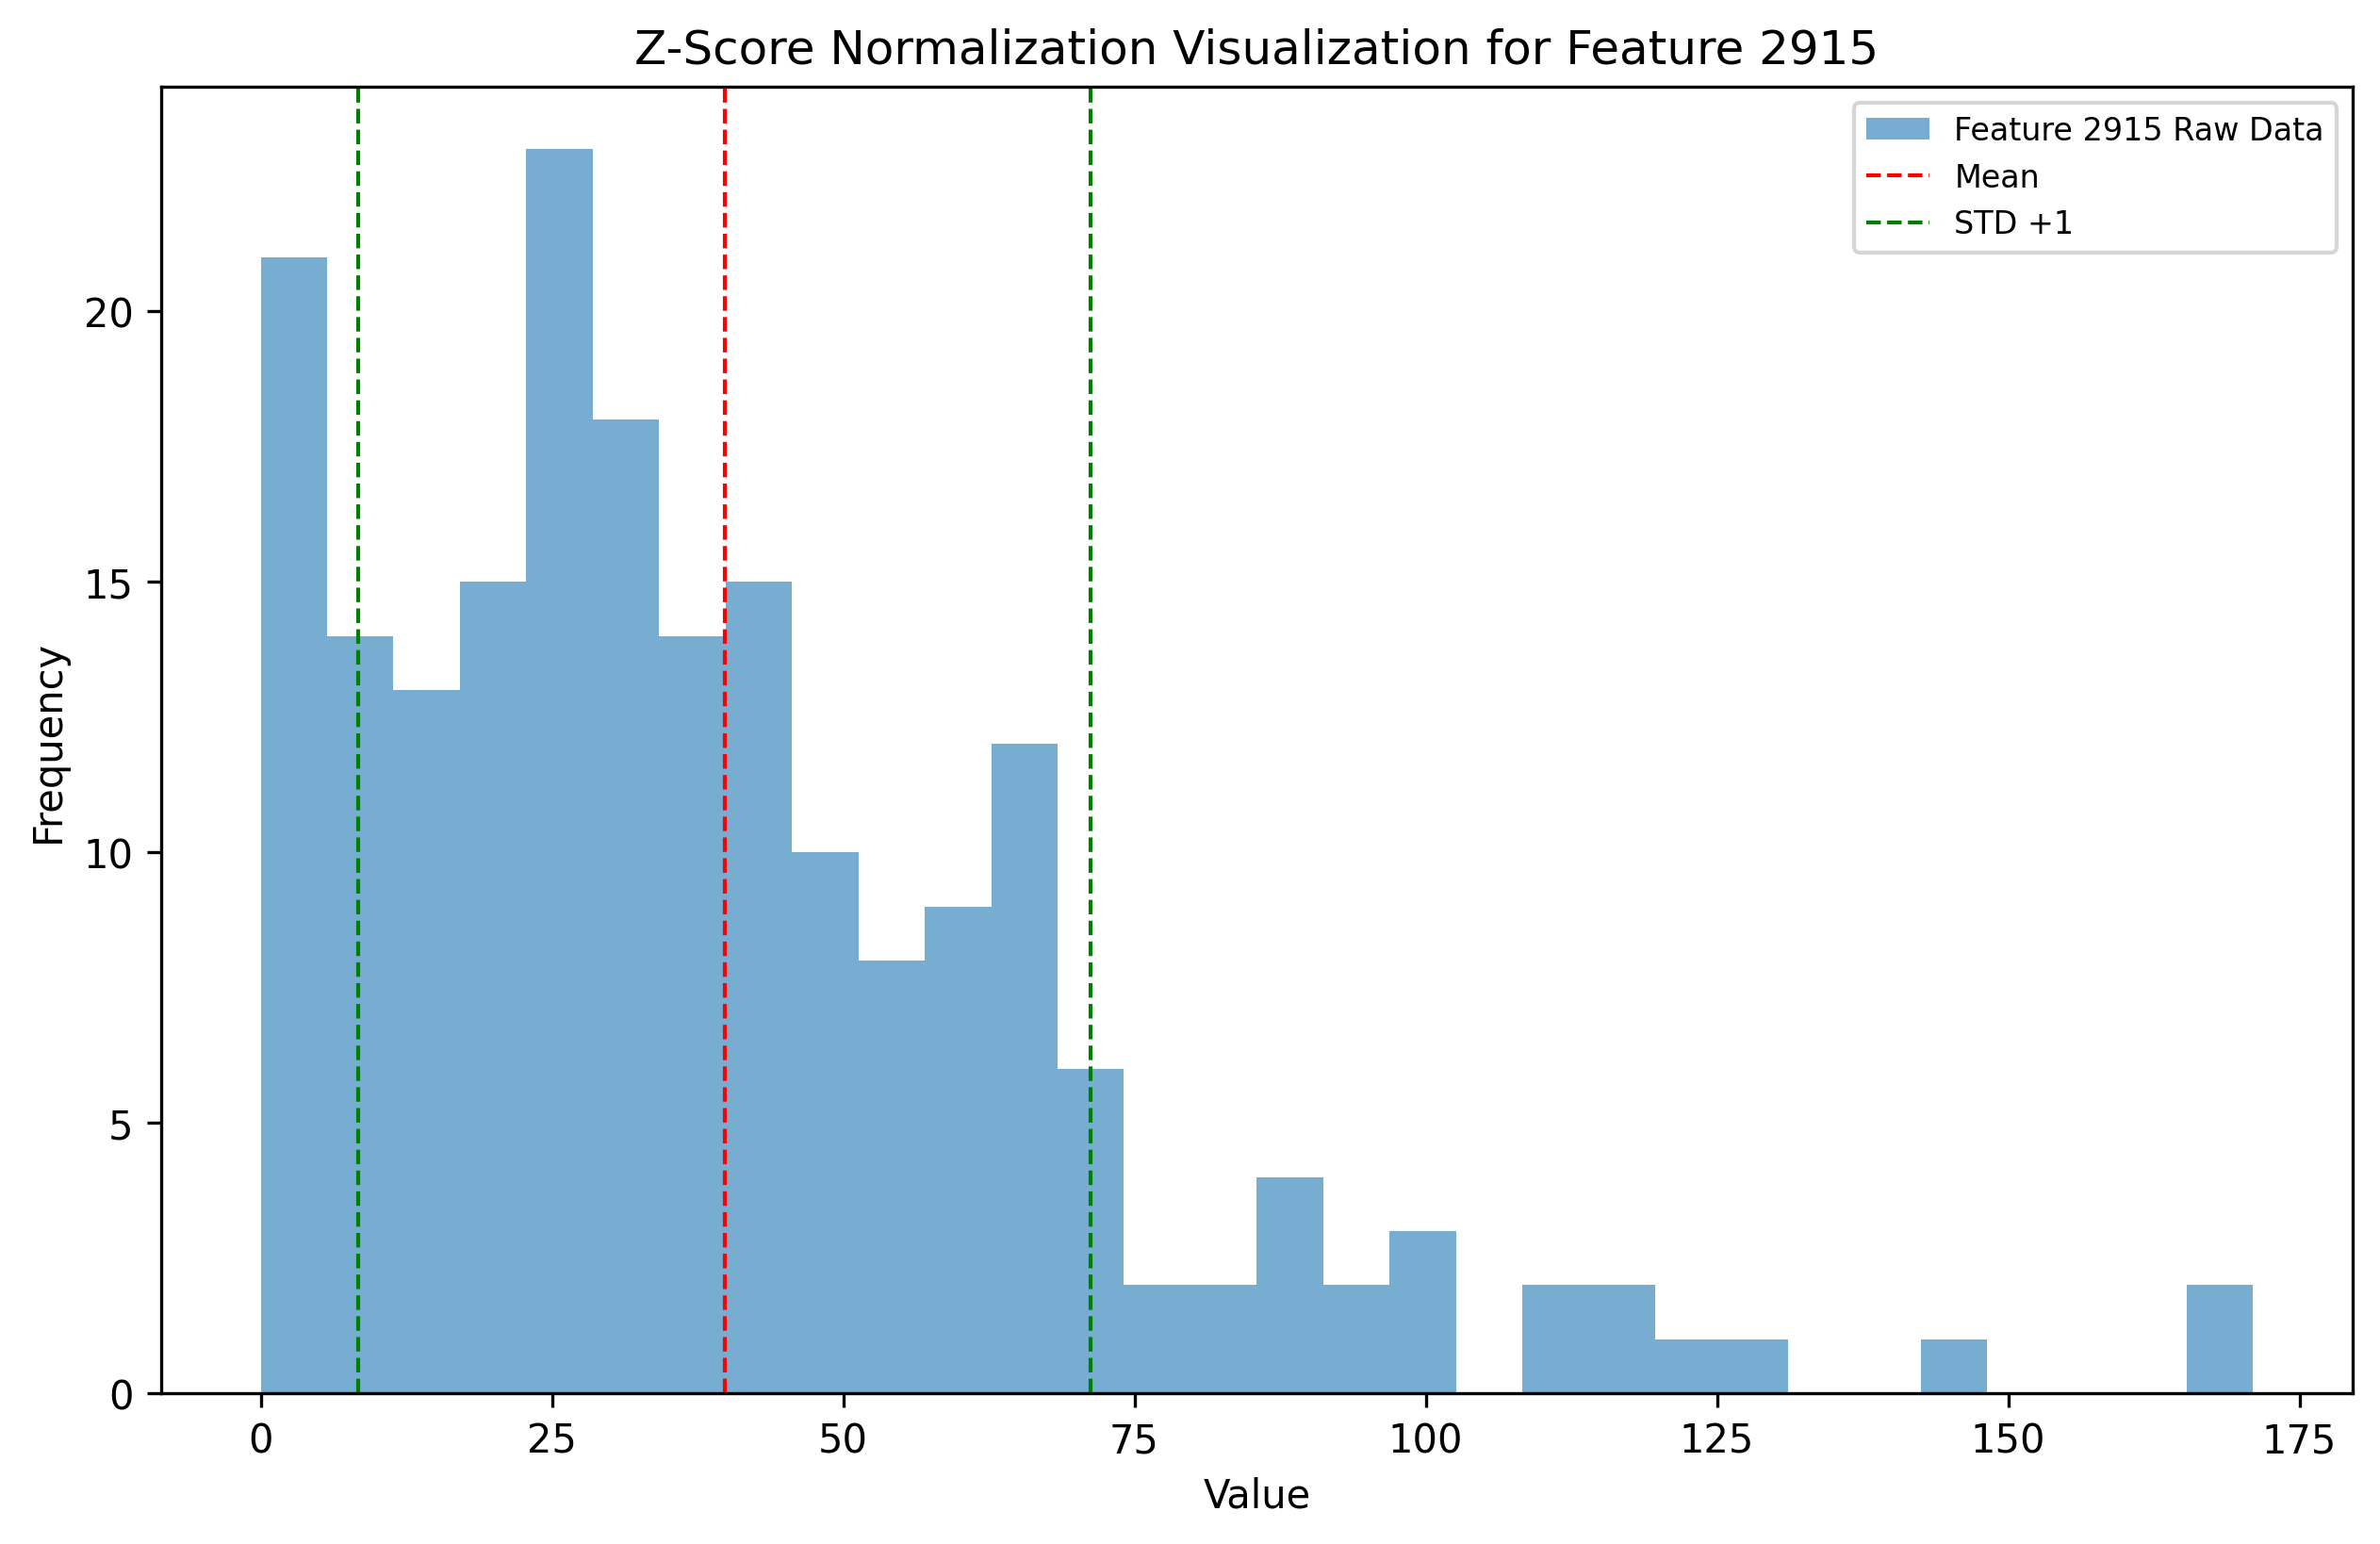 Z-Score Normalization Visualization for Feature 2915
Feature 2915 Raw Data
Mean
STD +1
20
15
10
5
0
Frequency
0 25 50 75 100 125 150 175
Value